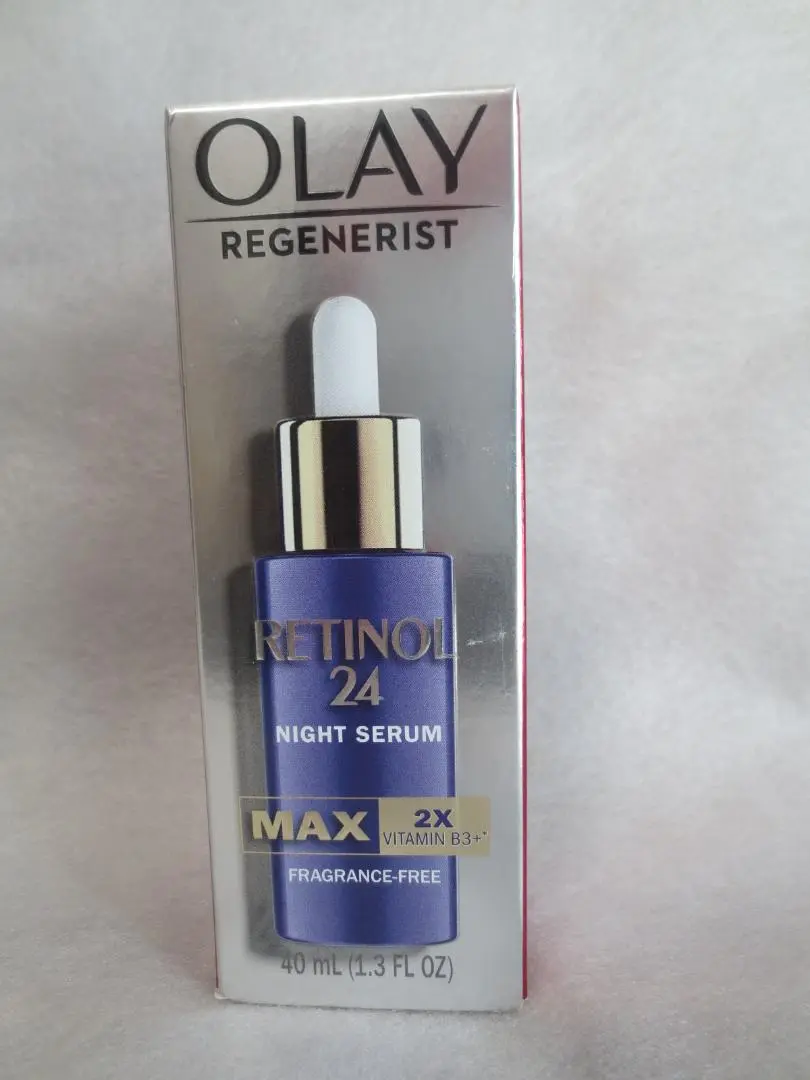 OLAY
REGENERIST
RETINOL
24
NIGHT SERUM
MAX
2X
VITAMIN B3+*
FRAGRANCE-FREE
40 mL (1.3 FL OZ)